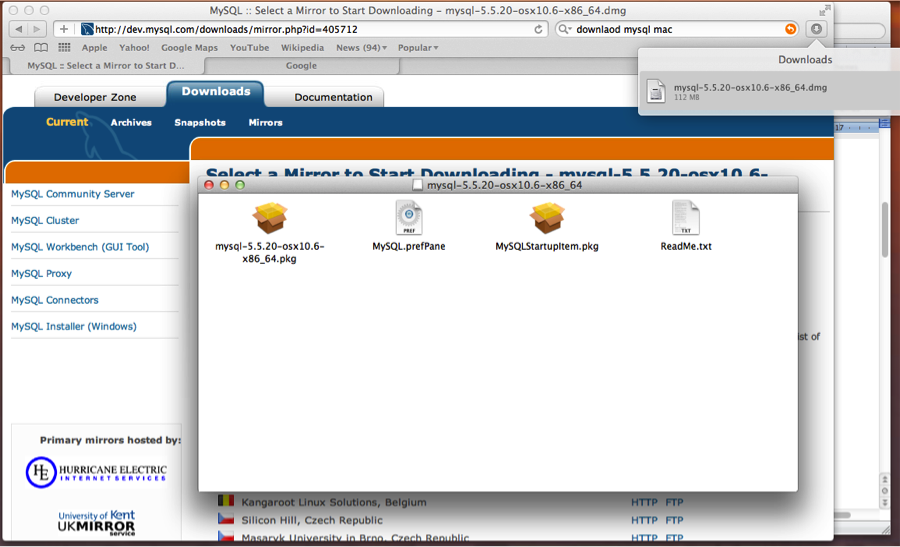 MySQL :: Select a Mirror to Start Downloading - mysql-5.5.20-osx10.6-x86_64.dmg
http://dev.mysql.com/downloads/mirror.php?id=405712
downlaod mysql mac
Apple Yahoo! Google Maps YouTube Wikipedia News (94) Popular
MySQL :: Select a Mirror to Start D... Google
Downloads
mysql-5.5.20-osx10.6-x86_64.dmg
112 MB
Developer Zone Downloads Documentation
17
Current Archives Snapshots Mirrors
Select a Mirror to Start Downloading - mysql-5.5.20-osx10.6-
mysql-5.5.20-osx10.6-x86_64
MySQL Community Server
MySQL Cluster
MySQL Workbench (GUI Tool)
MySQL Proxy
MySQL Connectors
MySQL Installer (Windows)
PREF
TXT
mysql-5.5.20-osx10.6-
x86_64.pkg
MySQL.prefPane
MySQLStartupItem.pkg
ReadMe.txt
ist of
Primary mirrors hosted by:
HE HURRICANE ELECTRIC
INTERNET SERVICES
University of Kent
UKMIRROR
service
Kangaroot Linux Solutions, Belgium HTTP FTP
Silicon Hill, Czech Republic HTTP FTP
Masaryk University in Brno, Czech Republic HTTP FTP